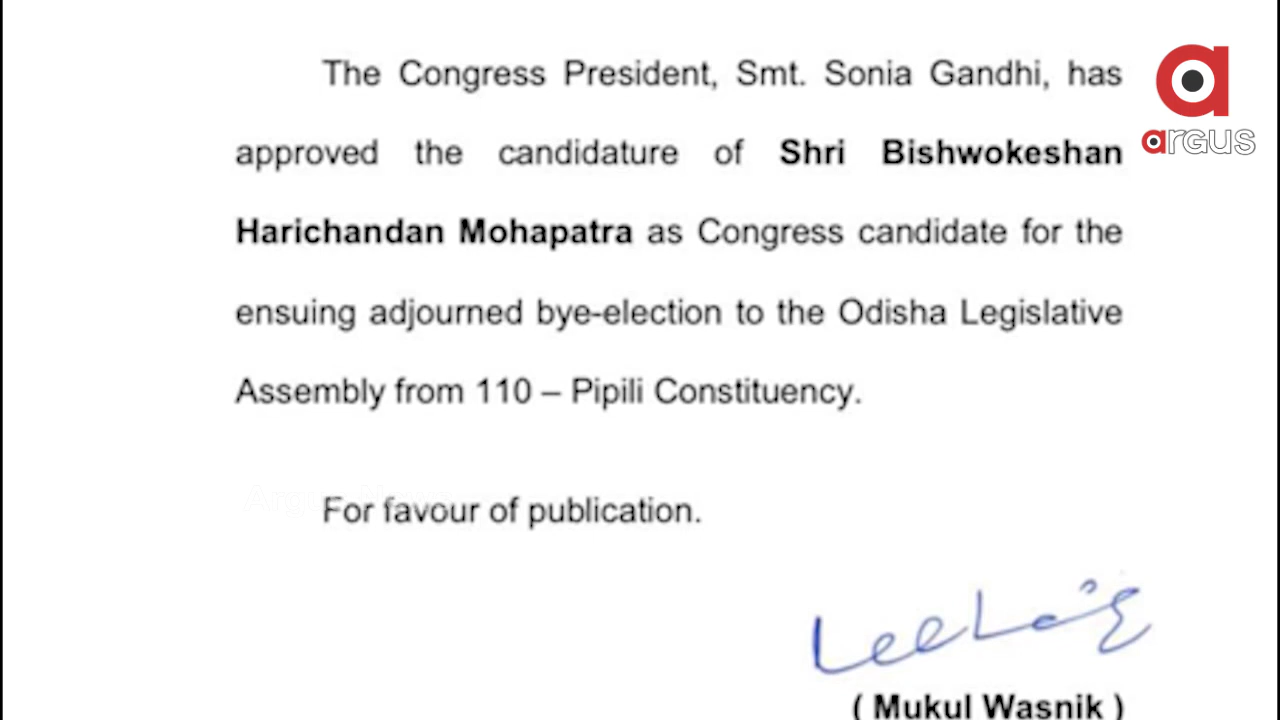 The Congress President, Smt. Sonia Gandhi, has
approved the candidature of Shri Bishwokeshan
Harichandan Mohapatra as Congress candidate for the
ensuing adjourned bye-election to the Odisha Legislative
Assembly from 110 – Pipili Constituency.
For favour of publication.
( Mukul Wasnik )
a
argus